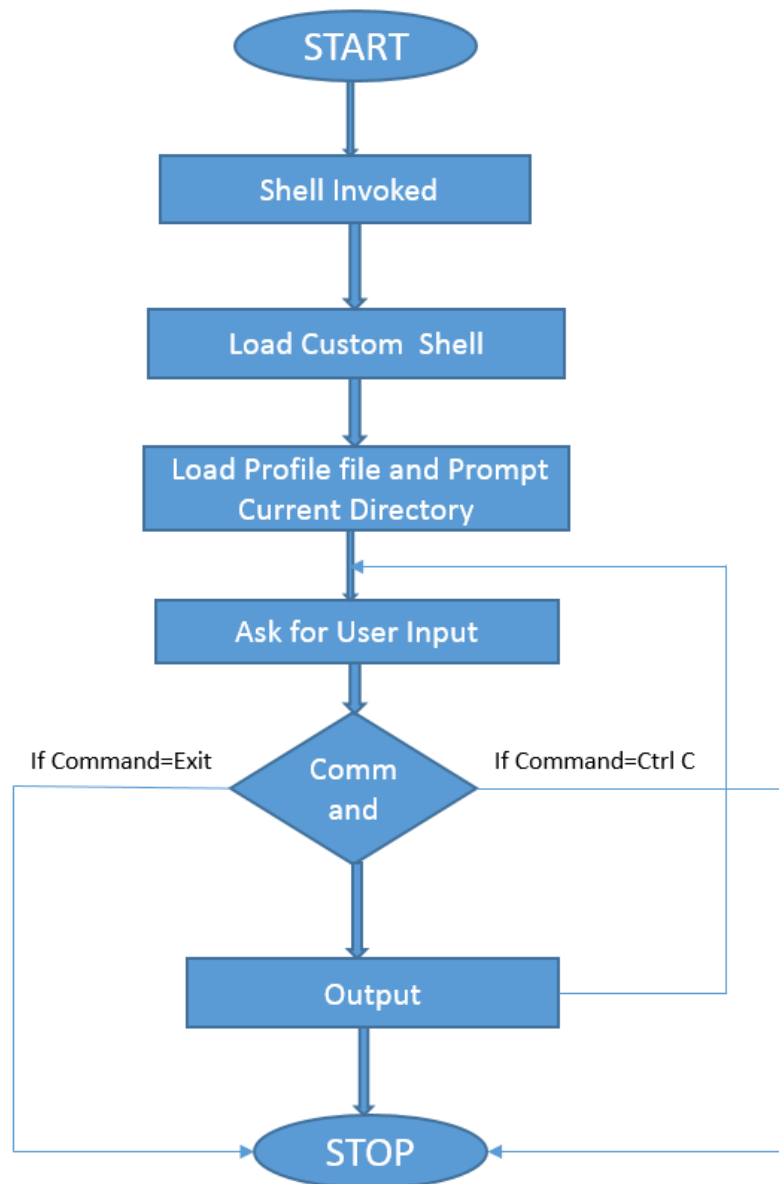 START
Shell Invoked
Load Custom Shell
Load Profile file and Prompt
Current Directory
Ask for User Input
If Command=Exit
Comm
and
If Command=Ctrl C
Output
STOP